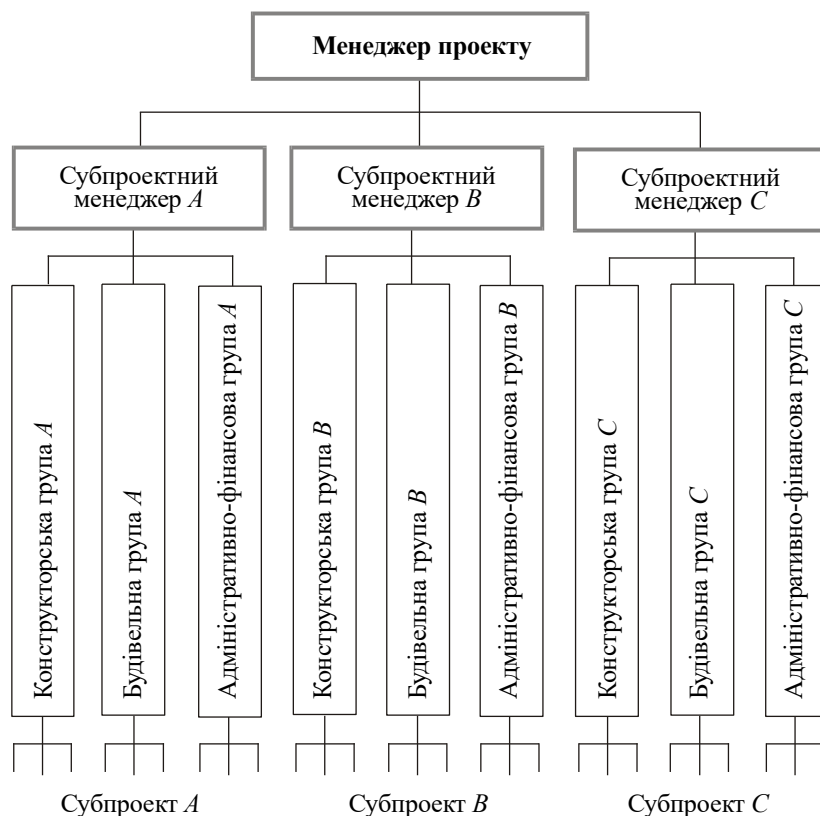 Менеджер проекту
Субпроектний
менеджер A
Субпроектний
менеджер B
Субпроектний
менеджер C
Конструкторська група A
Будівельна група A
Адміністративно-фінансова група A
Конструкторська група B
Будівельна група B
Адміністративно-фінансова група B
Конструкторська група C
Будівельна група C
Адміністративно-фінансова група C
Субпроект A
Субпроект B
Субпроект C